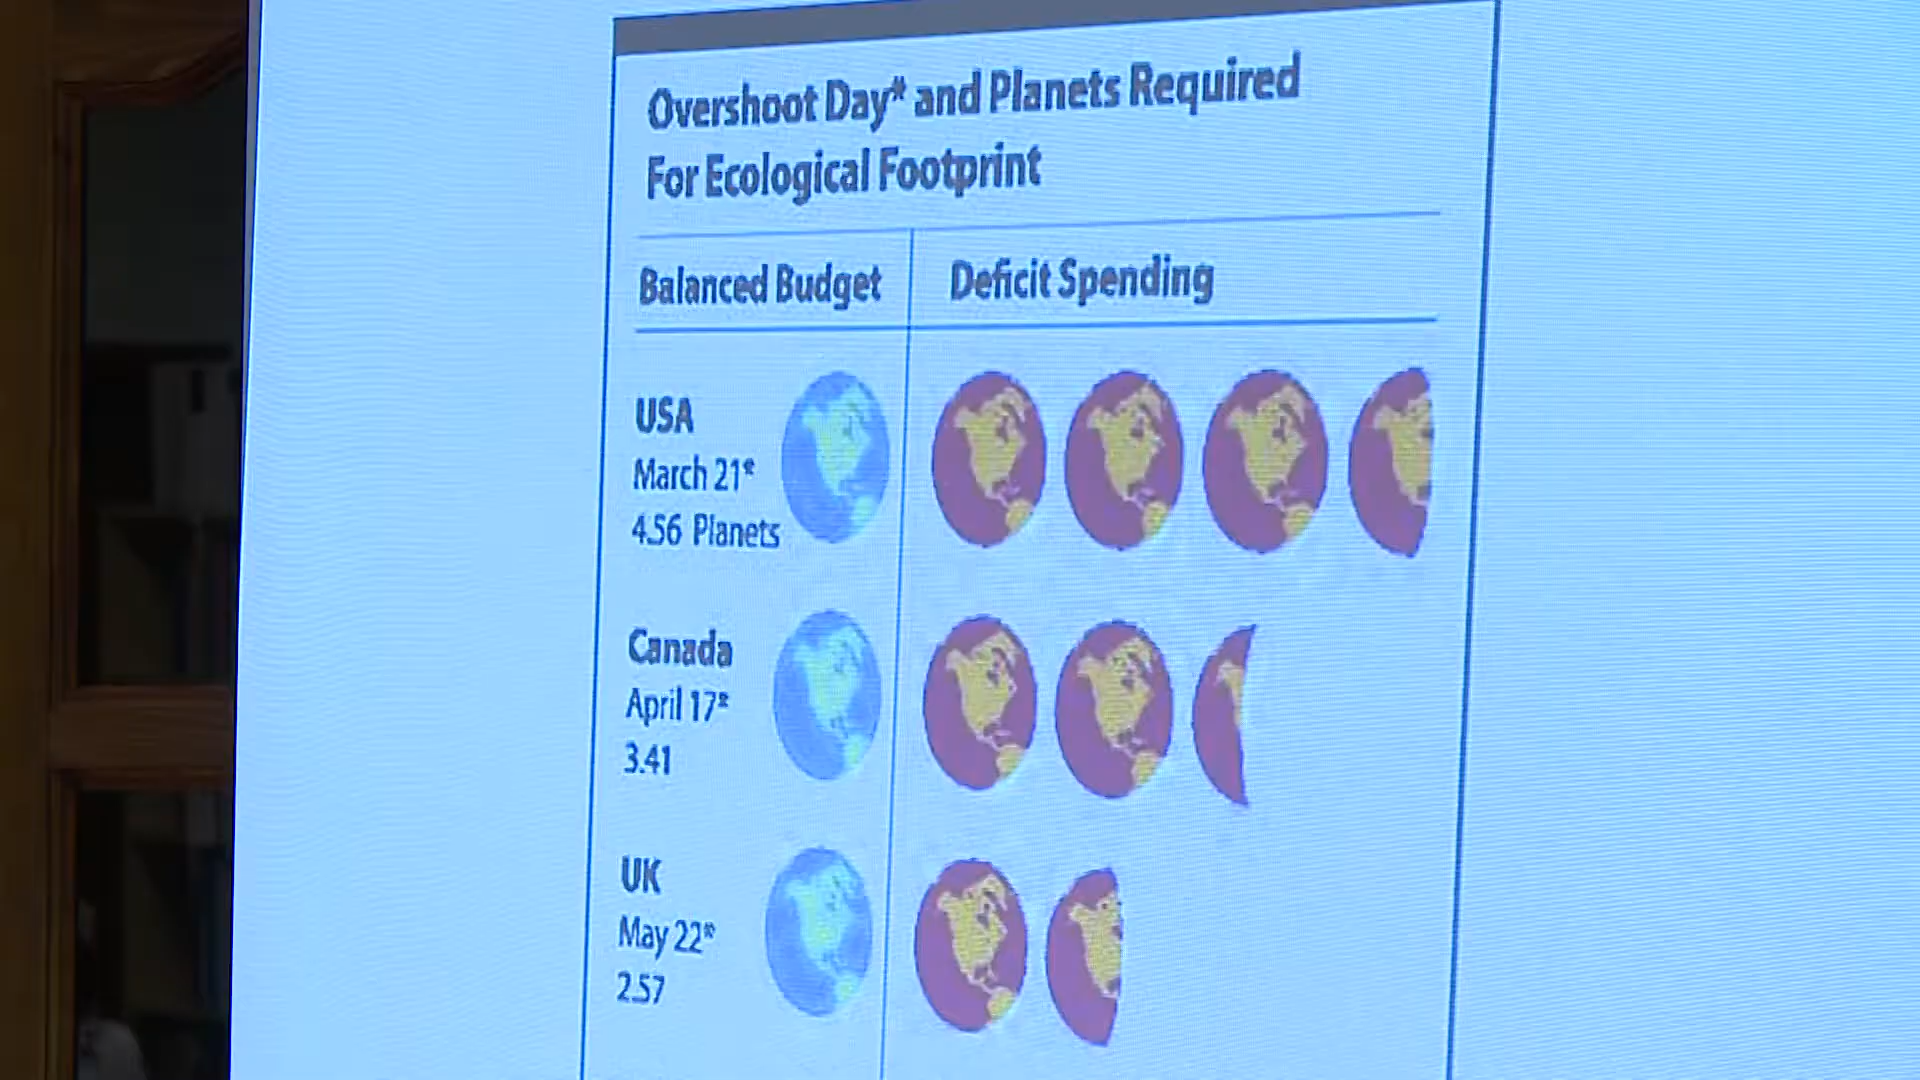 Overshoot Day* and Planets Required
For Ecological Footprint
Balanced Budget
Deficit Spending
USA
March 21*
4.56 Planets
Canada
April 17*
3.41
UK
May 22*
2.57